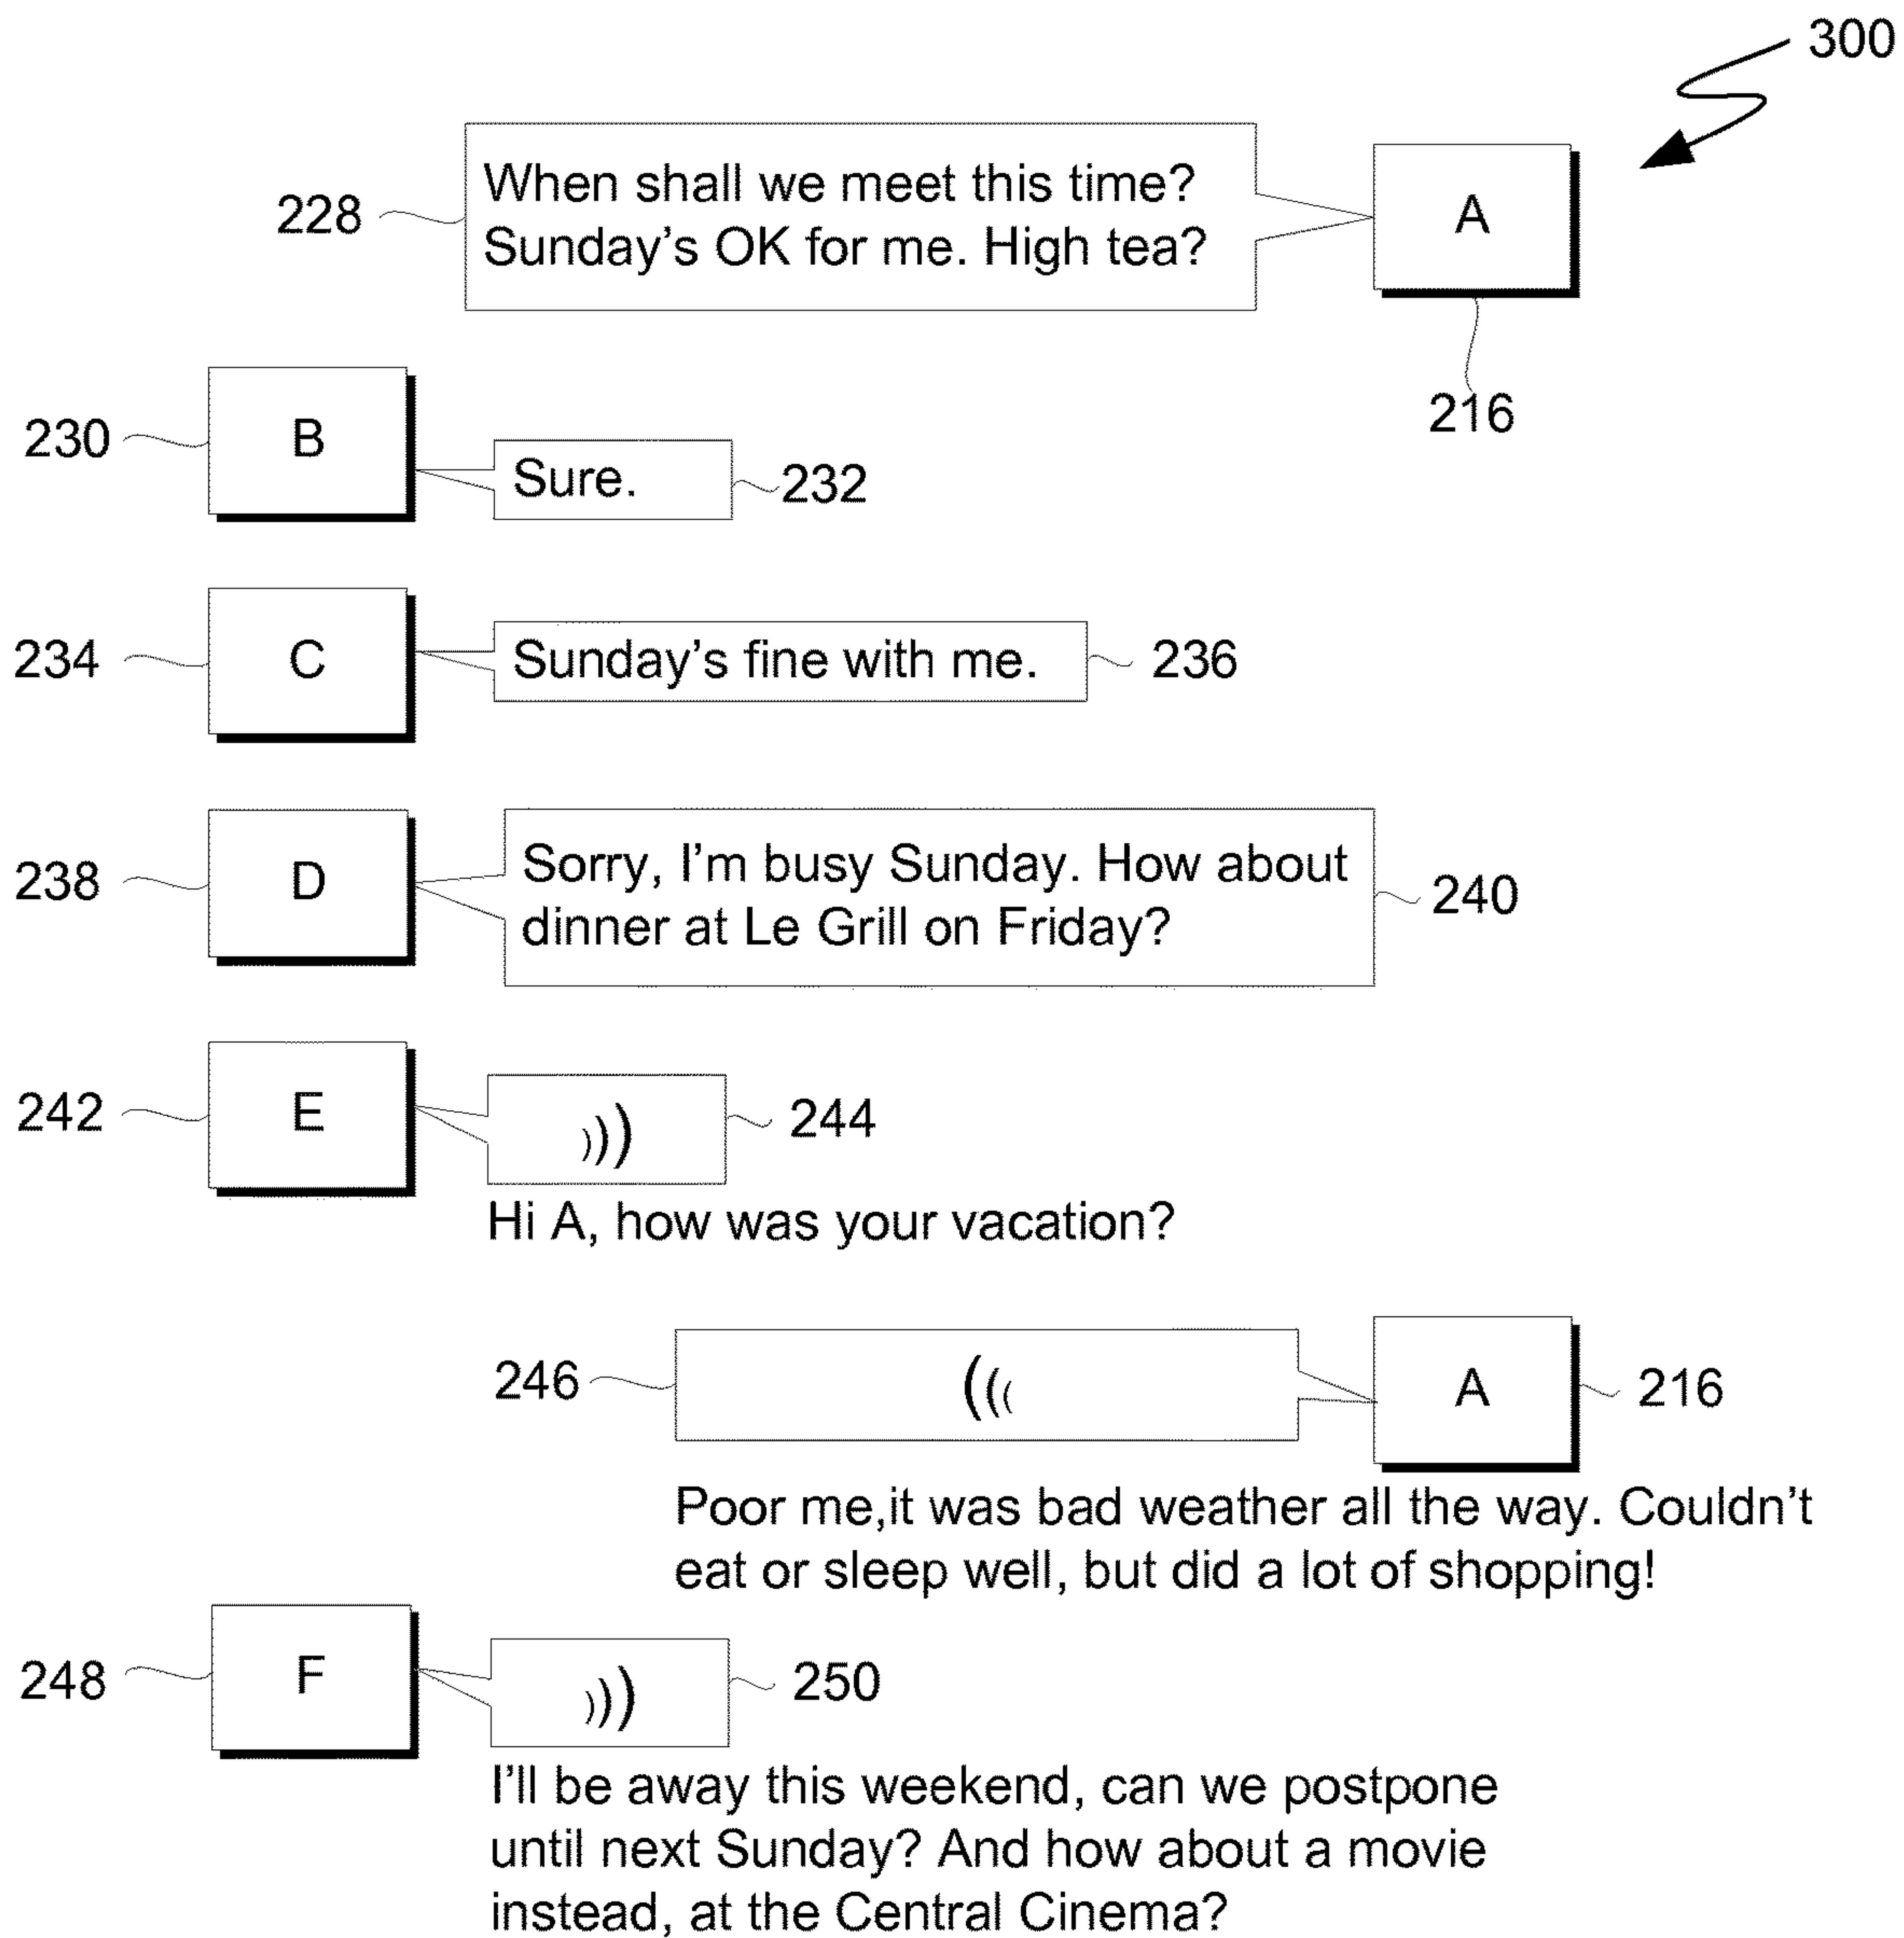 300
When shall we meet this time?
Sunday's OK for me. High tea?
228
A
216
230
B
Sure.
232
234
C
Sunday's fine with me.
236
238
D
Sorry, I'm busy Sunday. How about
dinner at Le Grill on Friday?
240
242
E
244
Hi A, how was your vacation?
246
A
216
Poor me,it was bad weather all the way. Couldn't
eat or sleep well, but did a lot of shopping!
248
F
250
I'll be away this weekend, can we postpone
until next Sunday? And how about a movie
instead, at the Central Cinema?